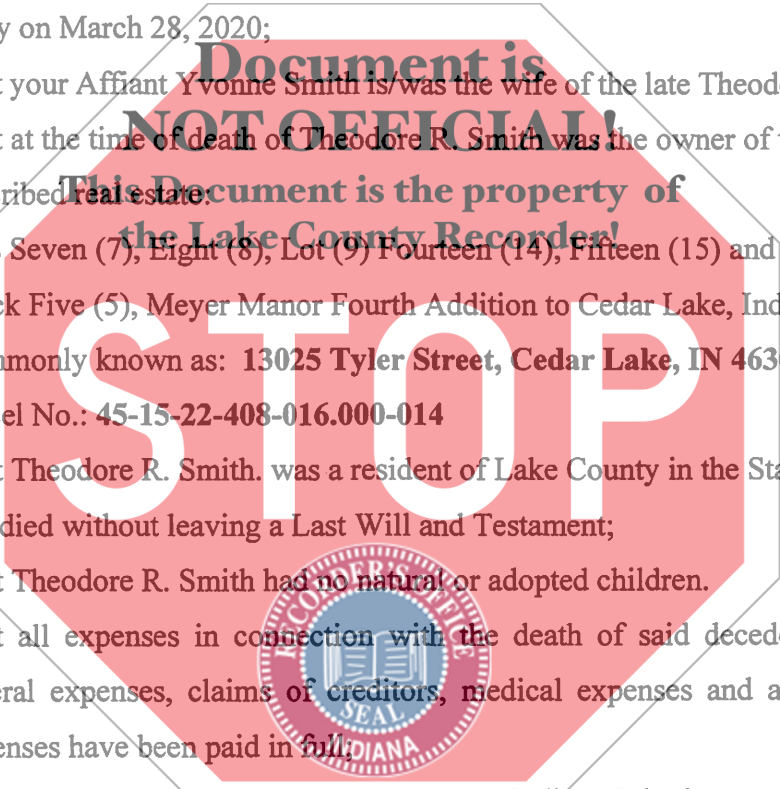 y on March 28, 2020;
Document is
t your Affiant Yvonne Smith is/was the wife of the late Theod
NOT OFFICIAL!
t at the time of death of Theodore R. Smith was the owner of
This Document is the property of
ribed real estate:
the Lake County Recorder!
Seven (7), Eight (8), Lot (9) Fourteen (14), Fifteen (15) and
ck Five (5), Meyer Manor Fourth Addition to Cedar Lake, Ind
mmonly known as: 13025 Tyler Street, Cedar Lake, IN 463
el No.: 45-15-22-408-016.000-014
STOP
t Theodore R. Smith. was a resident of Lake County in the Sta
died without leaving a Last Will and Testament;
t Theodore R. Smith had no natural or adopted children.
t all expenses in connection with the death of said deced
eral expenses, claims of creditors, medical expenses and a
enses have been paid in full;
RECORDER'S OFFICE
SEAL
INDIANA